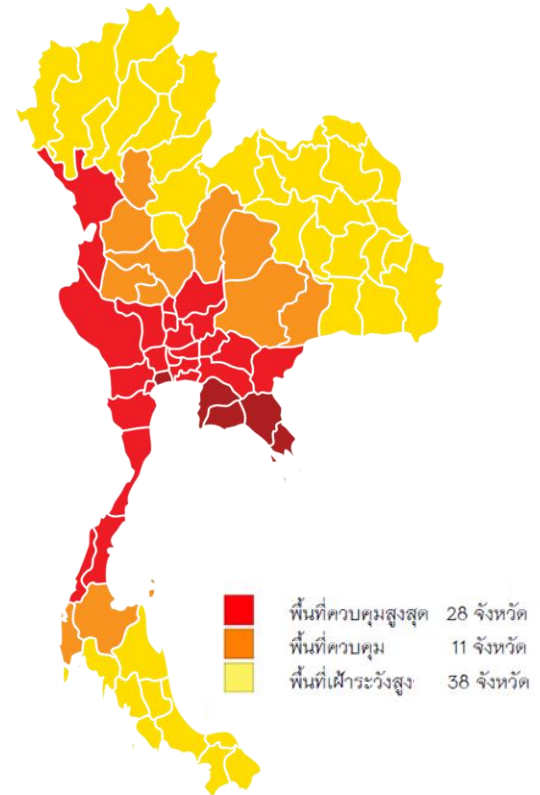 พื้นที่ควบคุมสูงสุด 28 จังหวัด
พื้นที่ควบคุม 11 จังหวัด
พื้นที่เฝ้าระวังสูง 38 จังหวัด